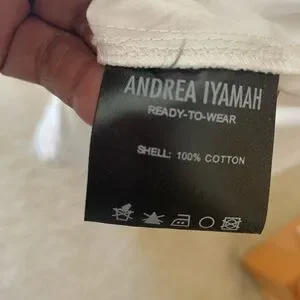 ANDREA IYAMAH
READY-TO-WEAR
SHELL: 100% COTTON